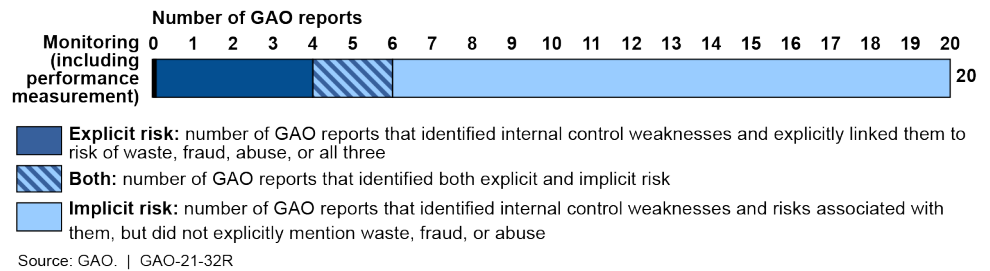 Number of GAO reports
Monitoring 0 1 2 3 4 5 6 7 8 9 10 11 12 13 14 15 16 17 18 19 20
(including
performance
measurement)
20
Explicit risk: number of GAO reports that identified internal control weaknesses and explicitly linked them to
risk of waste, fraud, abuse, or all three
Both: number of GAO reports that identified both explicit and implicit risk
Implicit risk: number of GAO reports that identified internal control weaknesses and risks associated with
them, but did not explicitly mention waste, fraud, or abuse
Source: GAO. | GAO-21-32R